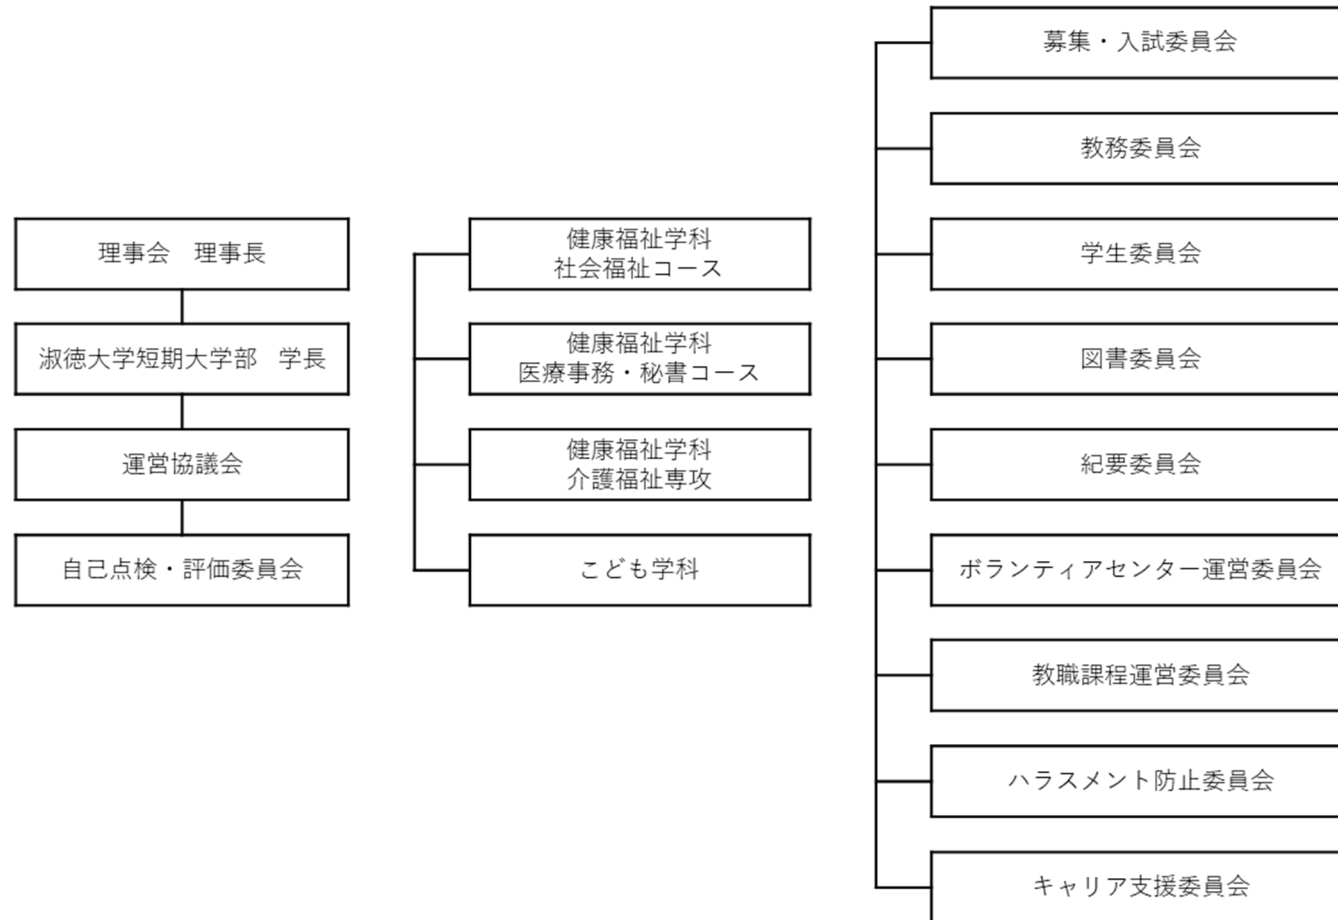 理事会　理事長
淑徳大学短期大学部　学長
運営協議会
自己点検・評価委員会
健康福祉学科
社会福祉コース
健康福祉学科
医療事務・秘書コース
健康福祉学科
介護福祉専攻
こども学科
募集・入試委員会
教務委員会
学生委員会
図書委員会
紀要委員会
ボランティアセンター運営委員会
教職課程運営委員会
ハラスメント防止委員会
キャリア支援委員会